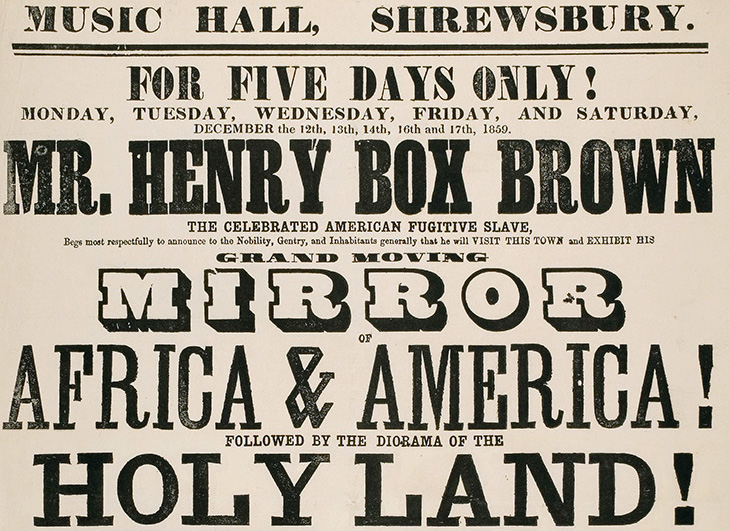 MUSIC HALL, SHREWSBURY.
FOR FIVE DAYS ONLY!
MONDAY, TUESDAY, WEDNESDAY, FRIDAY, AND SATURDAY,
DECEMBER the 12th, 13th, 14th, 16th and 17th, 1859.
MR. HENRY BOX BROWN
THE CELEBRATED AMERICAN FUGITIVE SLAVE,
Begs most respectfully to announce to the Nobility, Gentry, and Inhabitants generally that he will VISIT THIS TOWN and EXHIBIT HIS
GRAND MOVING
MIRROR
OF
AFRICA & AMERICA!
FOLLOWED BY THE DIORAMA OF THE
HOLY LAND!